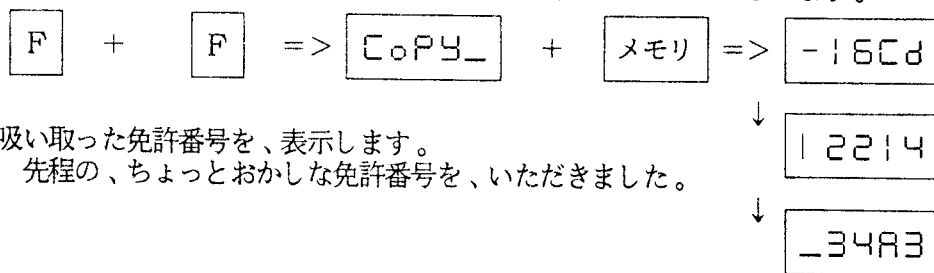 F + F => CoPY_ + メモリ => -16Cd
↓
吸い取った免許番号を、表示します。
12214
先程の、ちょっとおかしな免許番号を、いただきました。
↓
_34A3